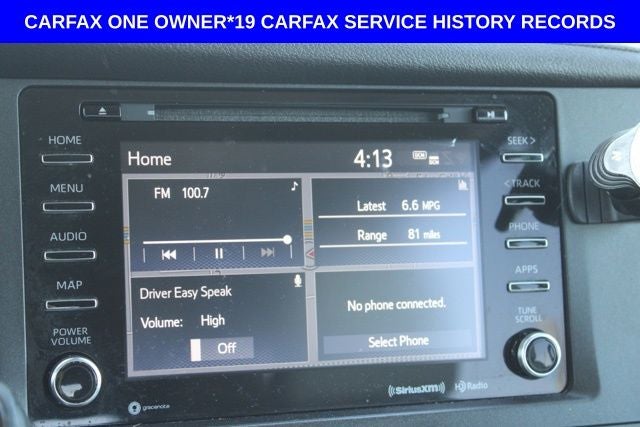 CARFAX ONE OWNER*19 CARFAX SERVICE HISTORY RECORDS
HOME
MENU
AUDIO
MAP
POWER
VOLUME
Home
4:13
FM 100.7
Latest 6.6 MPG
Range 81 miles
Driver Easy Speak
Volume: High
Off
No phone connected.
Select Phone
SEEK >
< TRACK
PHONE
APPS
TUNE
SCROLL
gracenote
((SiriusXM))
HD Radio